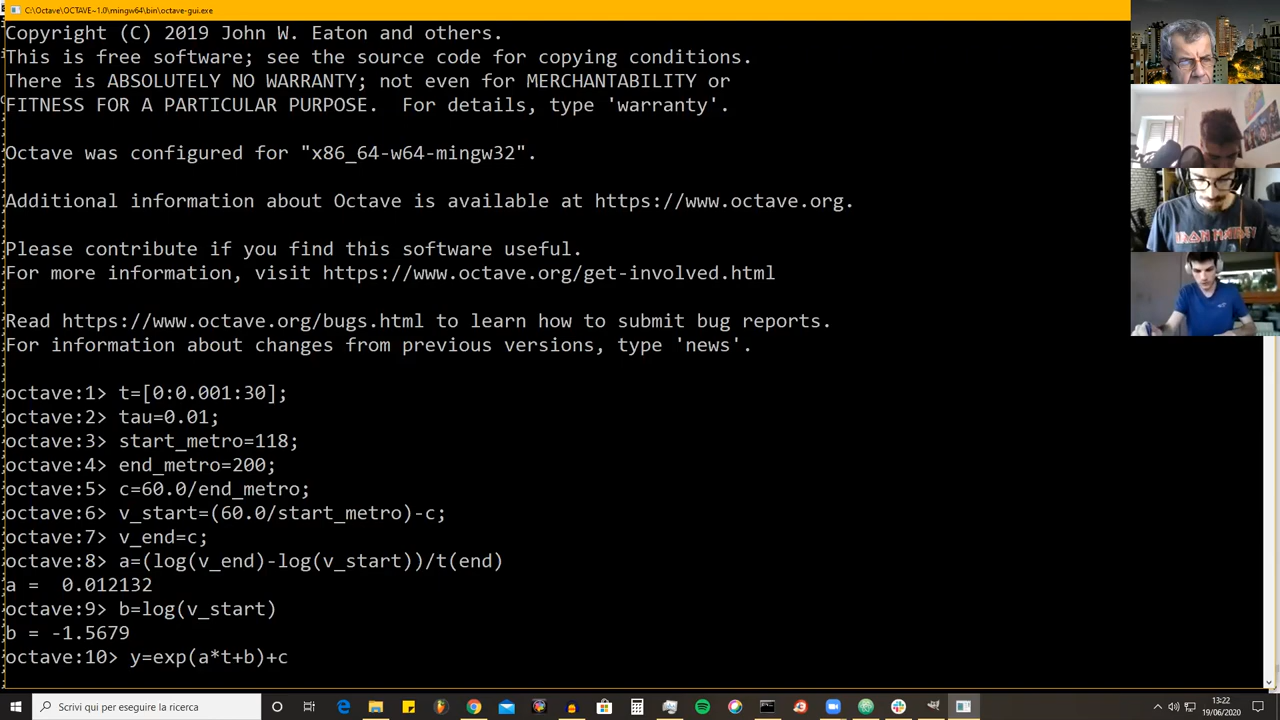 C:\Octave\OCTAVE~1.0\mingw64\bin\octave-gui.exe
Copyright (C) 2019 John W. Eaton and others.
This is free software; see the source code for copying conditions.
There is ABSOLUTELY NO WARRANTY; not even for MERCHANTABILITY or
FITNESS FOR A PARTICULAR PURPOSE.  For details, type 'warranty'.
Octave was configured for "x86_64-w64-mingw32".
Additional information about Octave is available at https://www.octave.org.
Please contribute if you find this software useful.
For more information, visit https://www.octave.org/get-involved.html
Read https://www.octave.org/bugs.html to learn how to submit bug reports.
For information about changes from previous versions, type 'news'.
octave:1> t=[0:0.001:30];
octave:2> tau=0.01;
octave:3> start_metro=118;
octave:4> end_metro=200;
octave:5> c=60.0/end_metro;
octave:6> v_start=(60.0/start_metro)-c;
octave:7> v_end=c;
octave:8> a=(log(v_end)-log(v_start))/t(end)
a =  0.012132
octave:9> b=log(v_start)
b = -1.5679
octave:10> y=exp(a*t+b)+c
IRON MAIDEN
Scrivi qui per eseguire la ricerca
13:22
19/06/2020